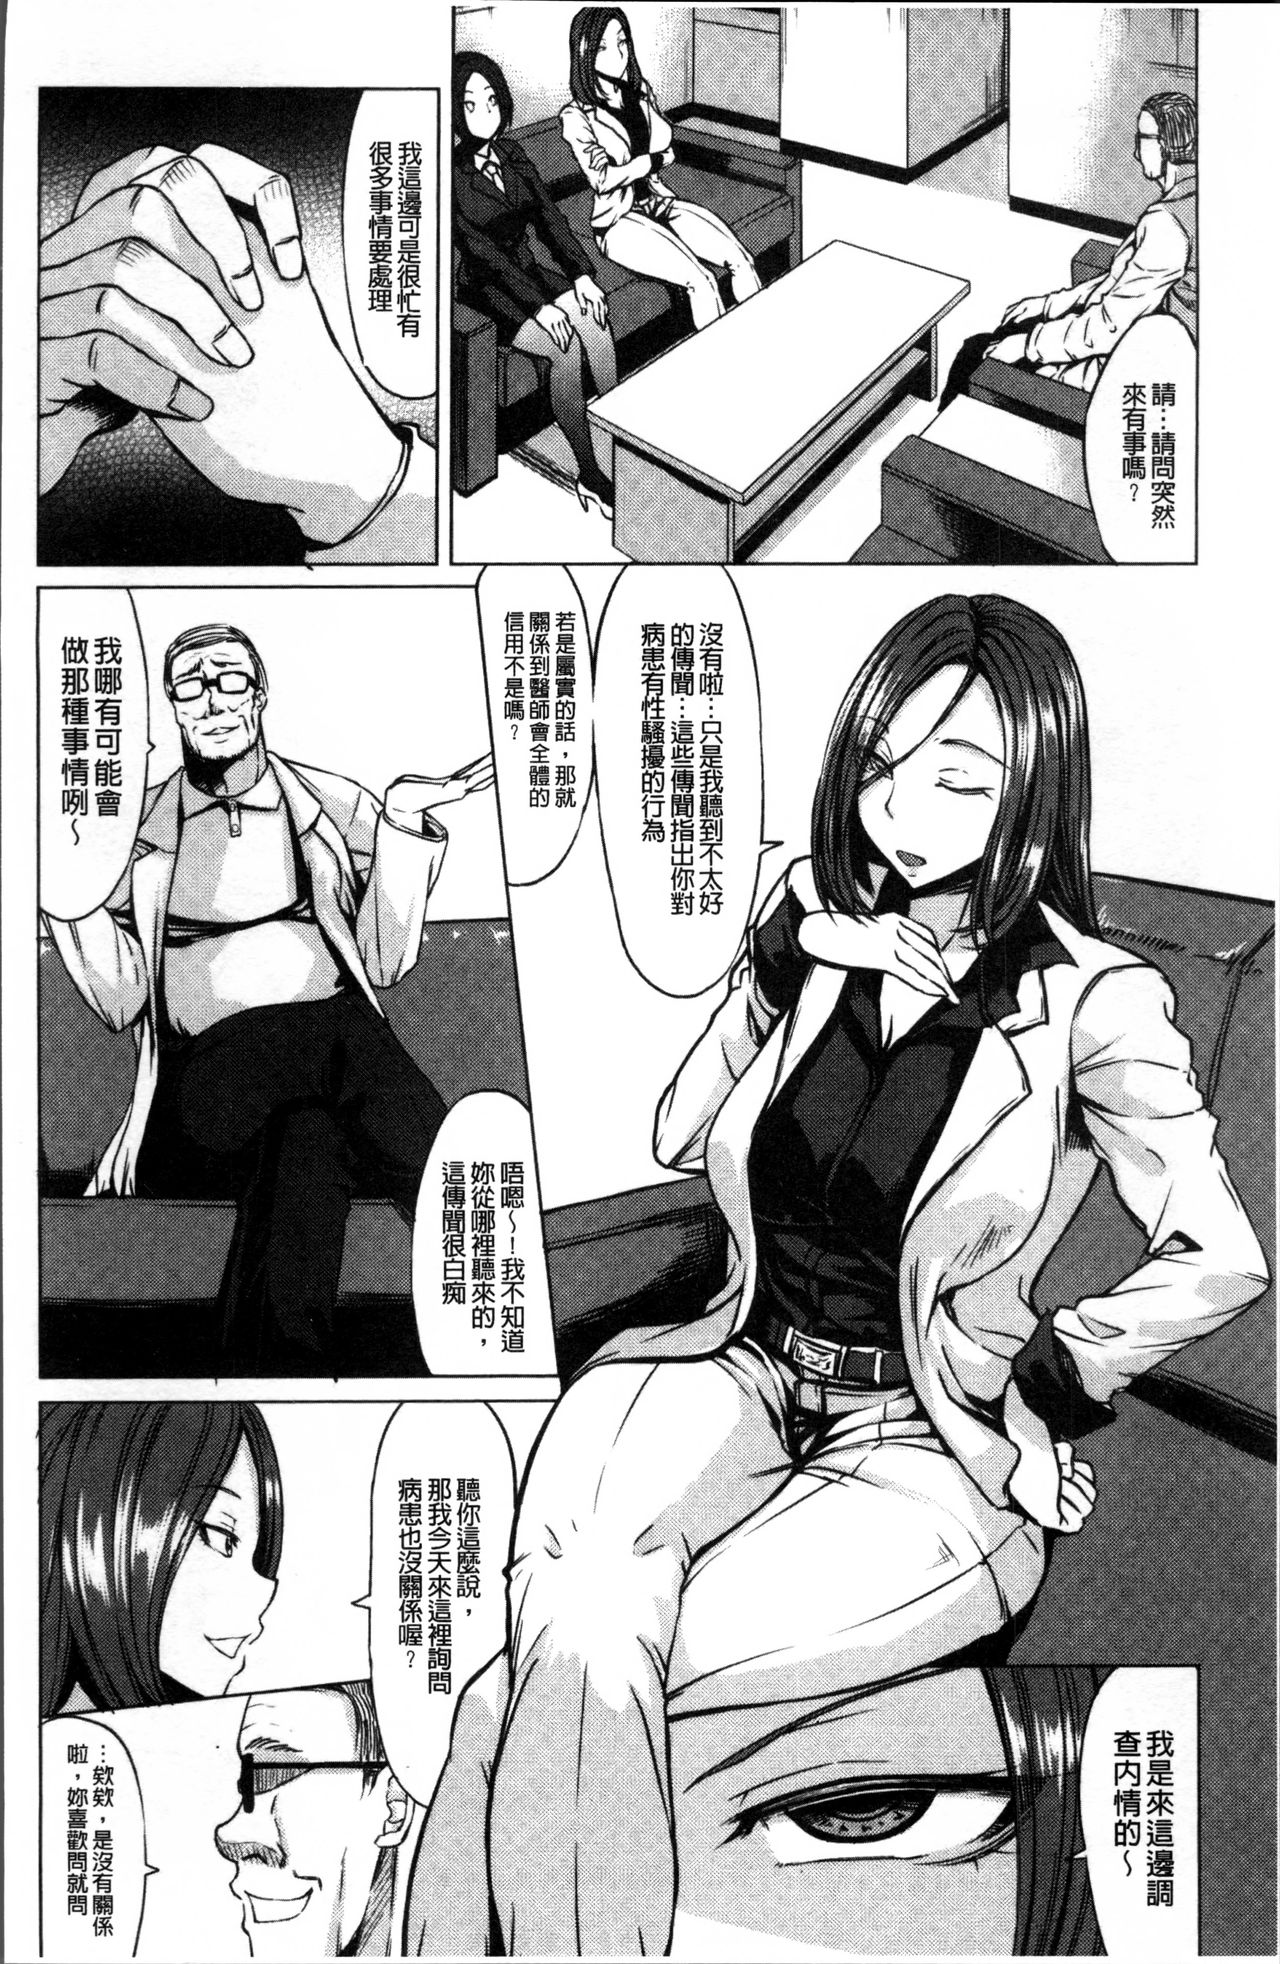 請…請問突然
來有事嗎？
我這邊可是很忙有
很多事情要處理
沒有啦…只是我聽到不太好
的傳聞…這些傳聞指出你對
病患有性騷擾的行為
若是屬實的話，那就
關係到醫師會全體的
信用不是嗎？
我哪有可能會
做那種事情咧～
唔嗯～！我不知道
妳從哪裡聽來的，
這傳聞很白痴
我是來這邊調
查內情的～
聽你這麼說，
那我今天來這裡詢問
病患也沒關係喔？
…欸欸，是沒有關係
啦，妳喜歡問就問